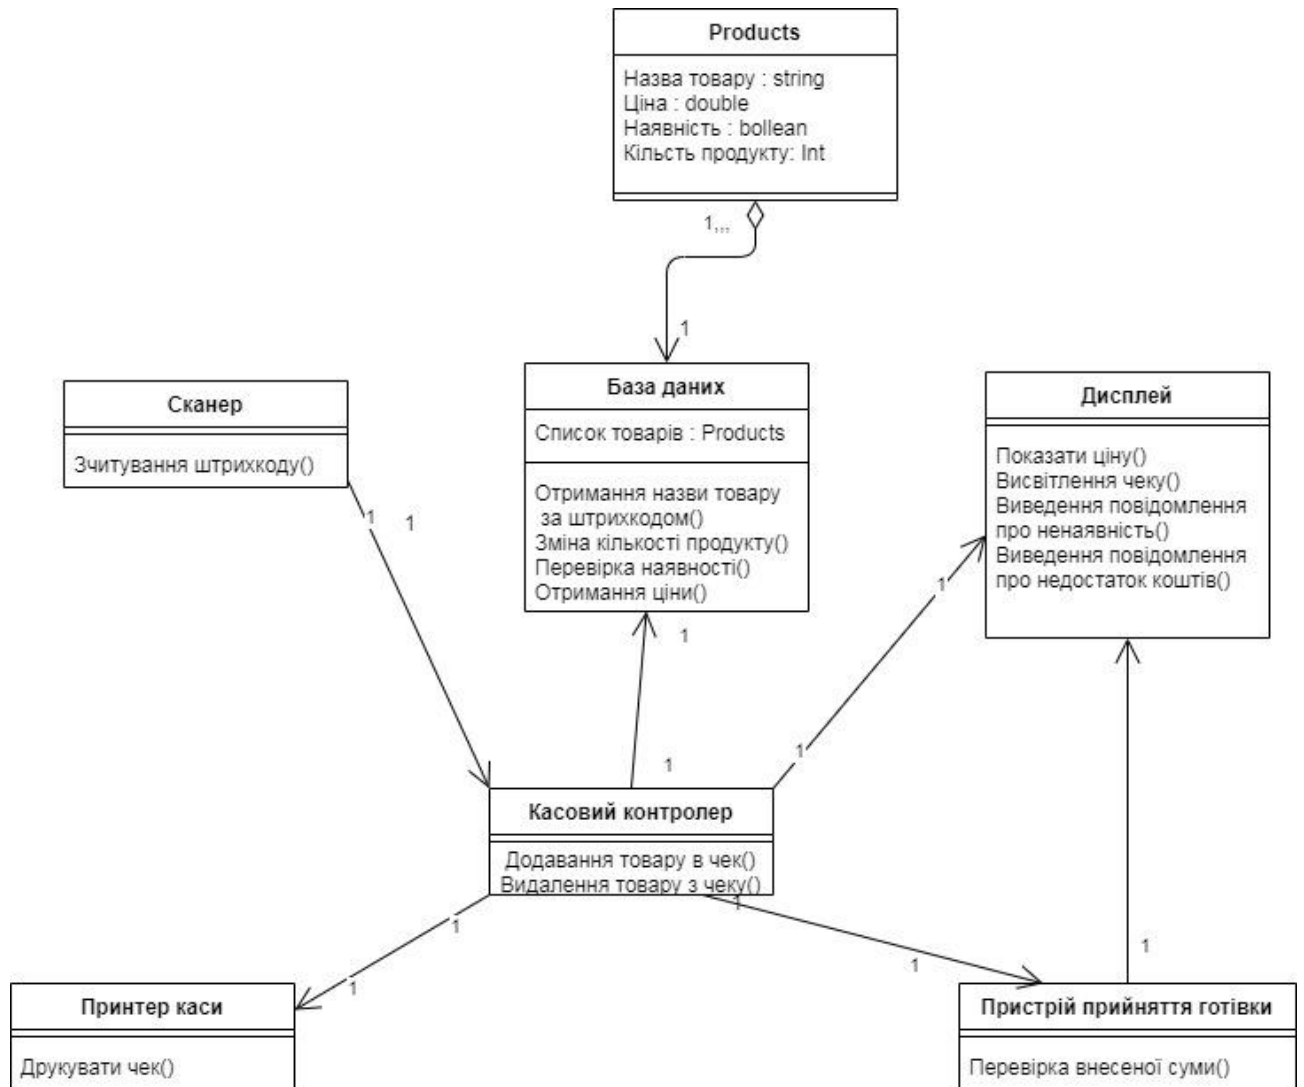 Products
Назва товару : string
Ціна : double
Наявність : bollean
Кільсть продукту: Int
1,,,
1
Сканер
Зчитування штрихкоду()
1
1
База даних
Список товарів : Products
Отримання назви товару
за штрихкодом()
Зміна кількості продукту()
Перевірка наявності()
Отримання ціни()
1
1
Дисплей
Показати ціну()
Висвітлення чеку()
Виведення повідомлення
про ненаявність()
Виведення повідомлення
про недостаток коштів()
1
1
Касовий контролер
Додавання товару в чек()
Видалення товару з чеку()
1
1
1
1
1
Принтер каси
Друкувати чек()
Пристрій прийняття готівки
Перевірка внесеної суми()